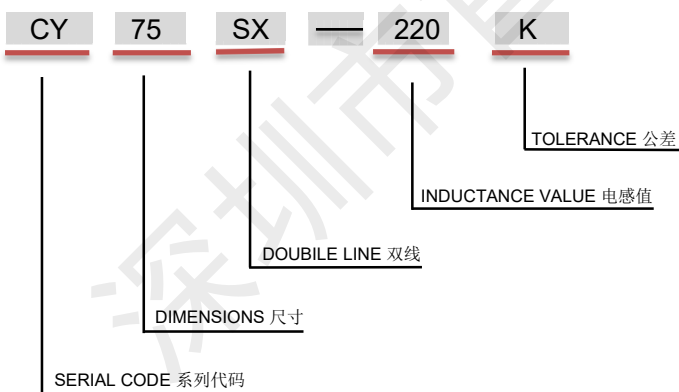 CY 75 SX — 220 K
TOLERANCE 公差
INDUCTANCE VALUE 电感值
DOUBILE LINE 双线
DIMENSIONS 尺寸
SERIAL CODE 系列代码
深圳市